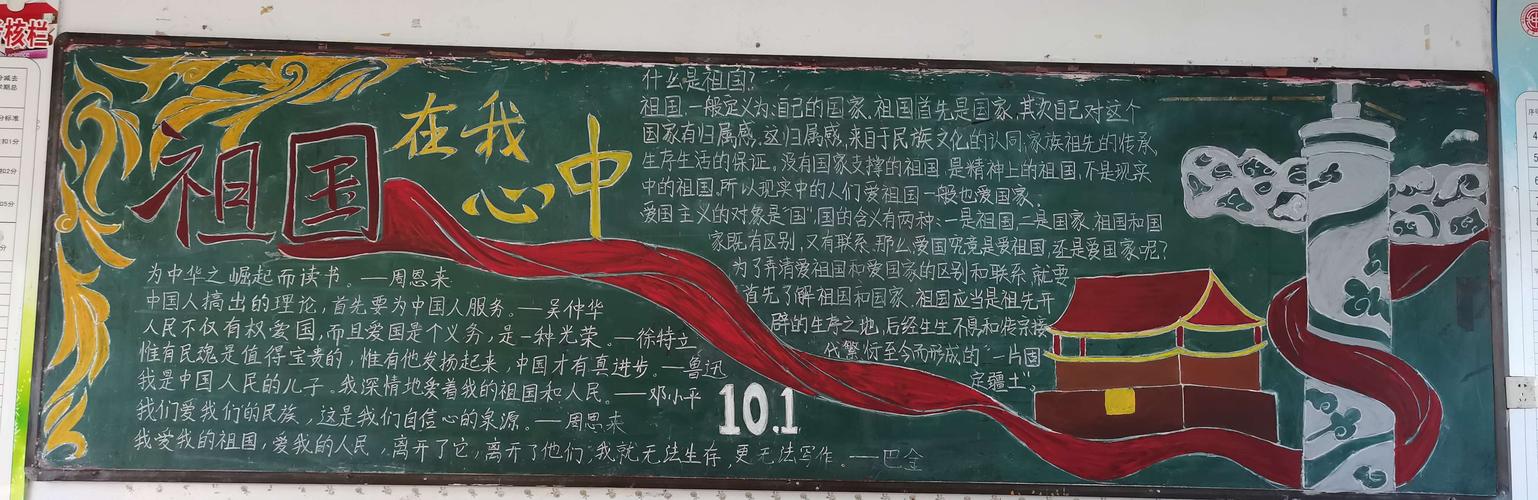 核栏
祖国
在我
心中
什么是祖国?
祖国,一般定义为:自己的国家,祖国首先是国家,其次自己对这个
国家有归属感,这归属感,来自于民族文化的认同,家族祖先的传承,
生存生活的保证。没有国家支撑的祖国,是精神上的祖国,不是现实
中的祖国,所以现实中的人们爱祖国一般也爱国家。
爱国主义的对象是"国",国的含义有两种:一是祖国,二是国家,祖国和国
家既有区别,又有联系,那么,爱国究竟是爱祖国,还是爱国家呢?
为了弄清爱祖国和爱国家的区别和联系,就要
首先了解祖国和国家,祖国应当是祖先开
辟的生存之地,后经生生不息和传宗接
代繁衍至今而形成的"一片固
定疆土"。
为中华之崛起而读书。——周恩来
中国人搞出的理论,首先要为中国人服务。——吴仲华
人民不仅有权爱国,而且爱国是个义务,是一种光荣。——徐特立
惟有民魂是值得宝贵的,惟有他发扬起来,中国才有真进步。——鲁迅
我是中国人民的儿子。我深情地爱着我的祖国和人民。——邓小平
我们爱我们的民族,这是我们自信心的泉源。——周恩来
我爱我的祖国,爱我的人民,离开了它,离开了他们,我就无法生存,更无法写作。——巴金
10.1